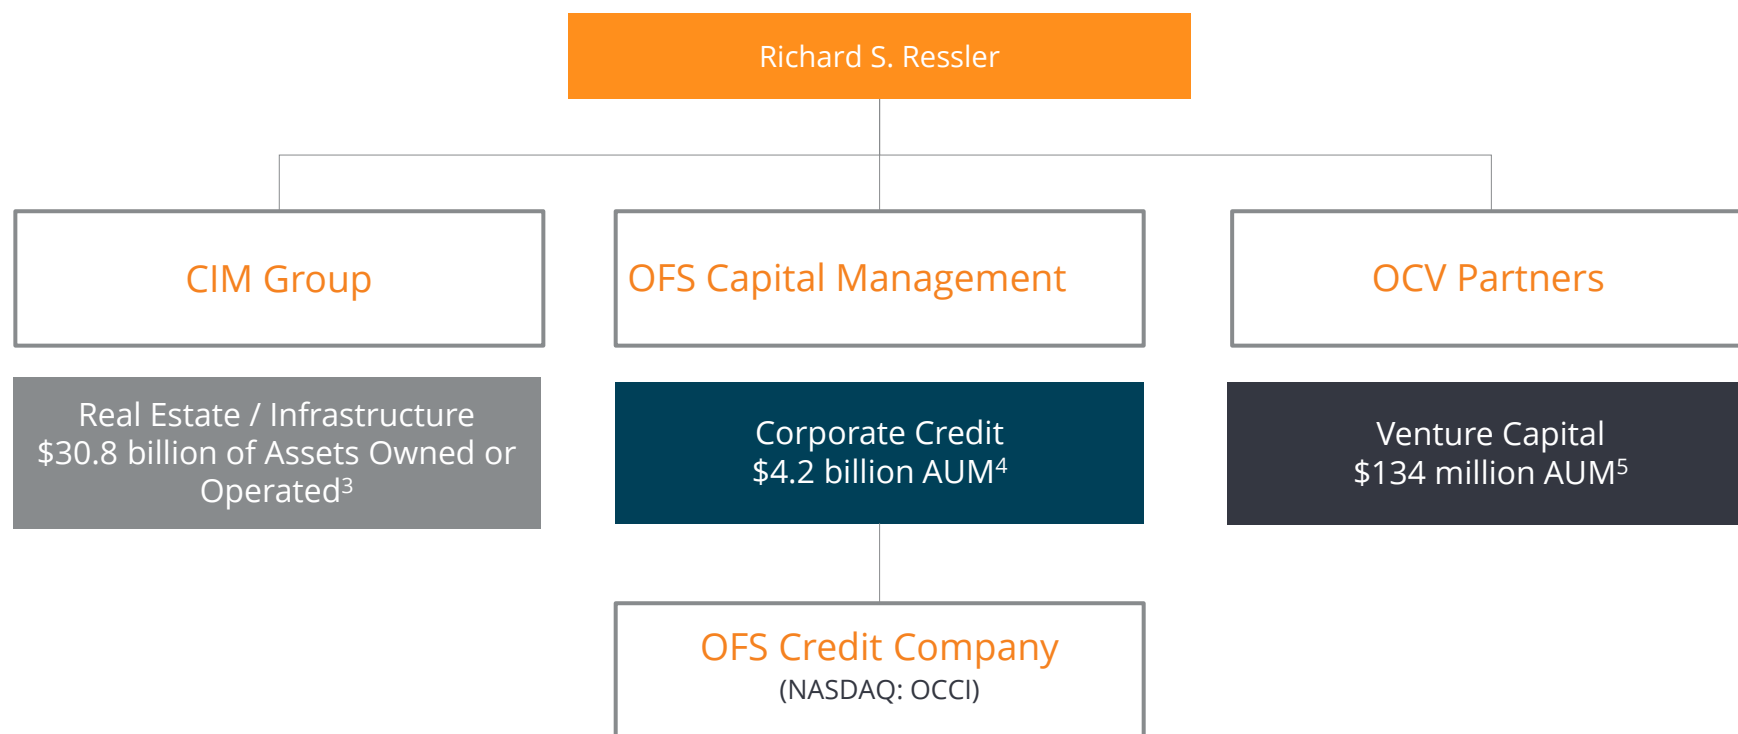 Richard S. Ressler
CIM Group
OFS Capital Management
OCV Partners
Real Estate / Infrastructure
$30.8 billion of Assets Owned or
Operated³
Corporate Credit
$4.2 billion AUM⁴
Venture Capital
$134 million AUM⁵
OFS Credit Company
(NASDAQ: OCCI)